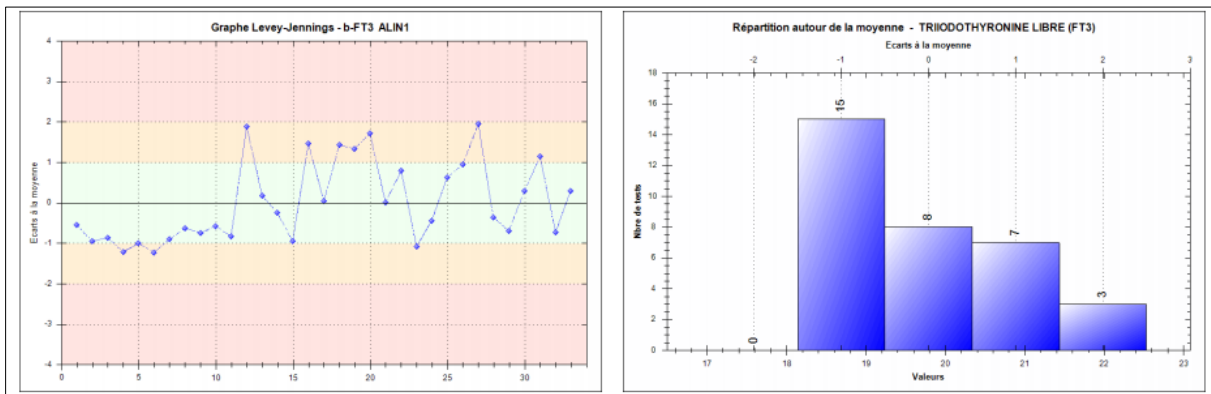 Graphe Levey-Jennings - b-FT3 ALIN1
4
3
2
1
0
-1
-2
-3
-4
Ecarts à la moyenne
0 5 10 15 20 25 30
Répartition autour de la moyenne - TRIIODOTHYRONINE LIBRE (FT3)
Ecarts à la moyenne
-2 -1 0 1 2 3
18
16
14
12
10
8
6
4
2
0
Nbre de tests
0
15
8
7
3
17 18 19 20 21 22 23
Valeurs